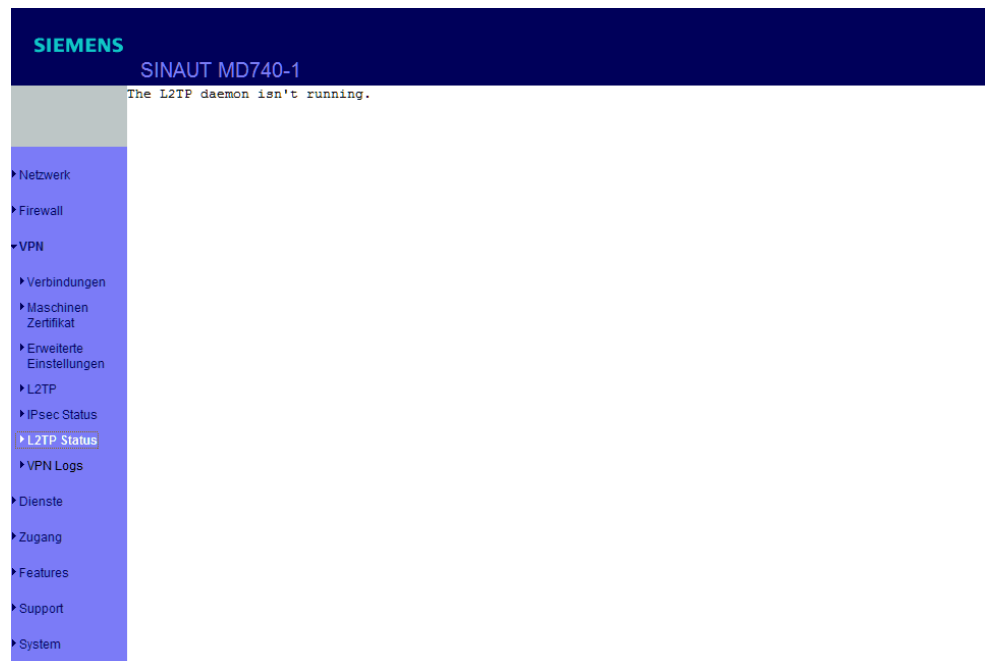 SIEMENS
SINAUT MD740-1
The L2TP daemon isn't running.
Netzwerk
Firewall
VPN
Verbindungen
Maschinen
Zertifikat
Erweiterte
Einstellungen
L2TP
IPsec Status
L2TP Status
VPN Logs
Dienste
Zugang
Features
Support
System